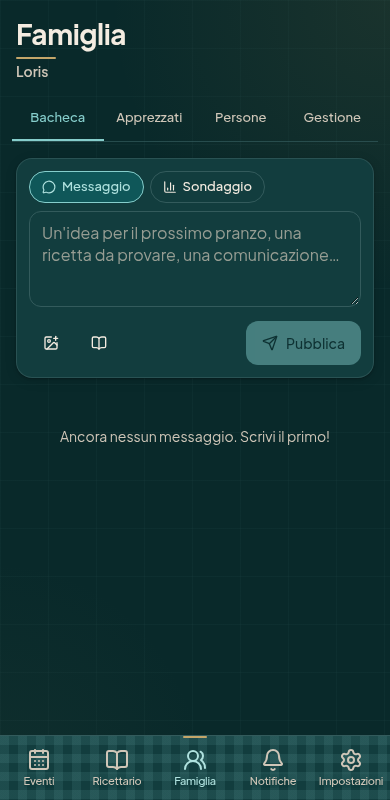 Famiglia
Loris
Bacheca Apprezzati Persone Gestione
Messaggio Sondaggio
Un'idea per il prossimo pranzo, una
ricetta da provare, una comunicazione...
Pubblica
Ancora nessun messaggio. Scrivi il primo!
Eventi Ricettario Famiglia Notifiche Impostazioni